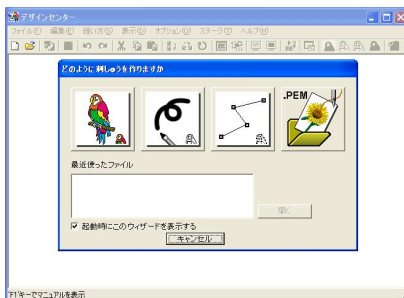 デザインセンター
ファイル(F) 編集(E) 縫い方(S) 表示(V) オプション(O) ステージ(G) ヘルプ(H)
どのように刺しゅうを作りますか
.PEM
最近使ったファイル
開く
起動時にこのウィザードを表示する
キャンセル
F1キーでマニュアルを表示